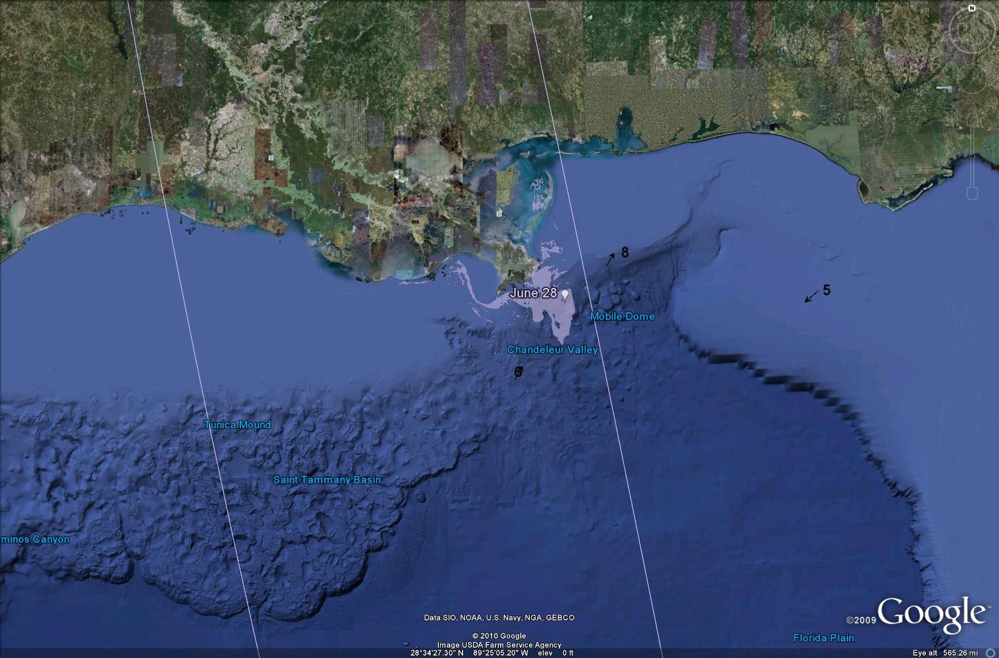 N
8
5
June 28
Mobile Dome
Chandeleur Valley
Tunica Mound
Saint Tammany Basin
minos Canyon
Data SIO, NOAA, U.S. Navy, NGA, GEBCO
©2009 Google™
© 2010 Google
Image USDA Farm Service Agency
Florida Plain
28°34'27.30" N 89°25'05.20" W elev 0 ft
Eye alt 565.26 mi